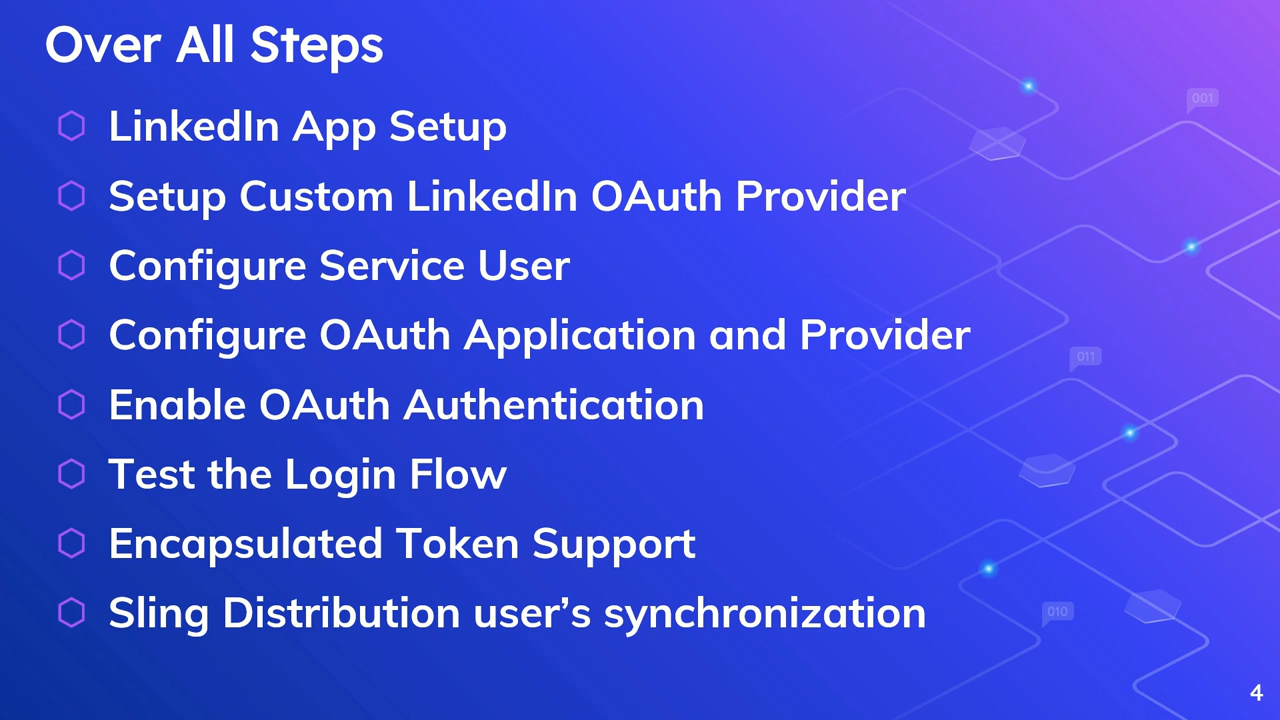 Over All Steps
LinkedIn App Setup
001
Setup Custom LinkedIn OAuth Provider
Configure Service User
Configure OAuth Application and Provider
011
Enable OAuth Authentication
Test the Login Flow
Encapsulated Token Support
Sling Distribution user’s synchronization
010
4